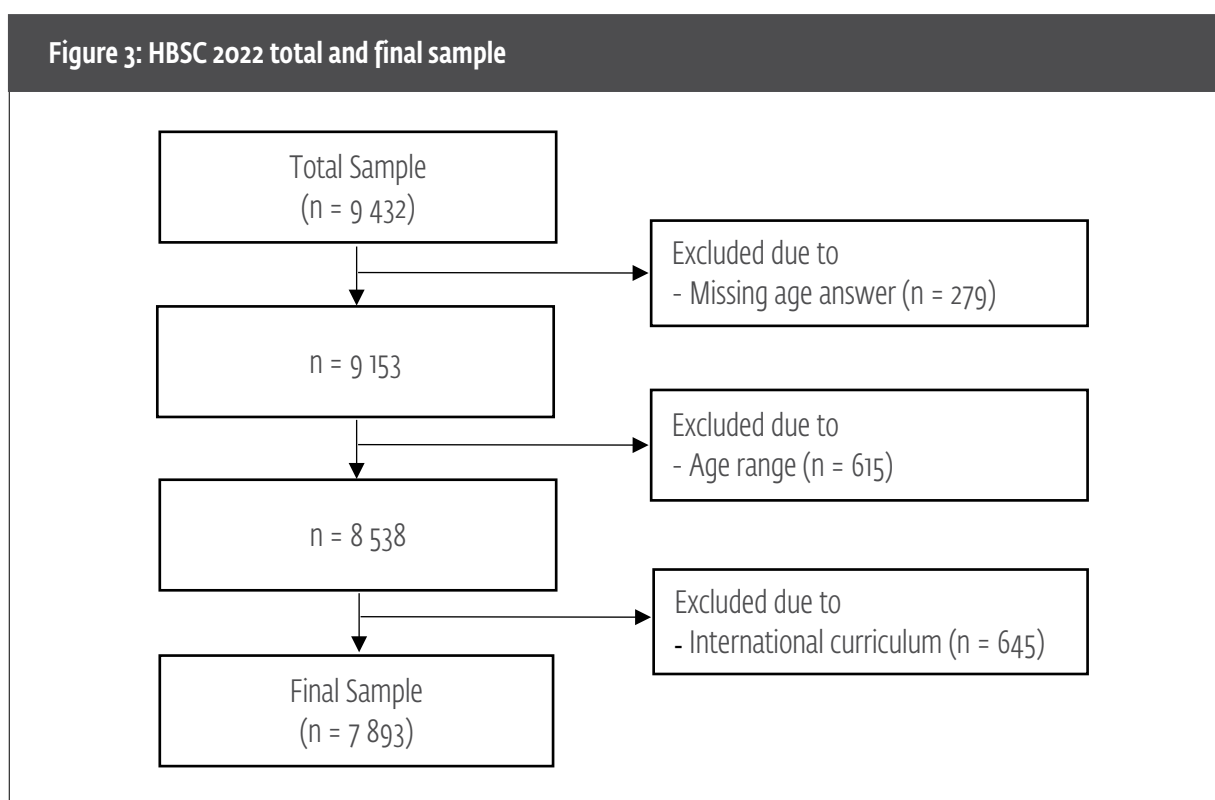 Figure 3: HBSC 2022 total and final sample
Total Sample
(n = 9 432)
Excluded due to
- Missing age answer (n = 279)
n = 9 153
Excluded due to
- Age range (n = 615)
n = 8 538
Excluded due to
- International curriculum (n = 645)
Final Sample
(n = 7 893)